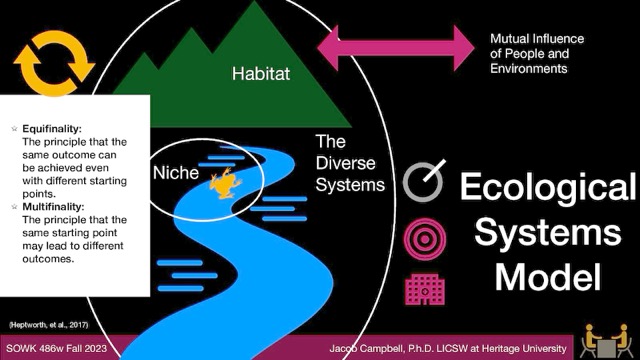 Habitat
Mutual Influence
of People and
Environments
☆ Equifinality:
The principle that the
same outcome can
be achieved even
with different starting
points.
☆ Multifinality:
The principle that the
same starting point
may lead to different
outcomes.
Niche
The
Diverse
Systems
Ecological
Systems
Model
(Heptworth, et al., 2017)
SOWK 486w Fall 2023
Jacob Campbell, Ph.D. LICSW at Heritage University